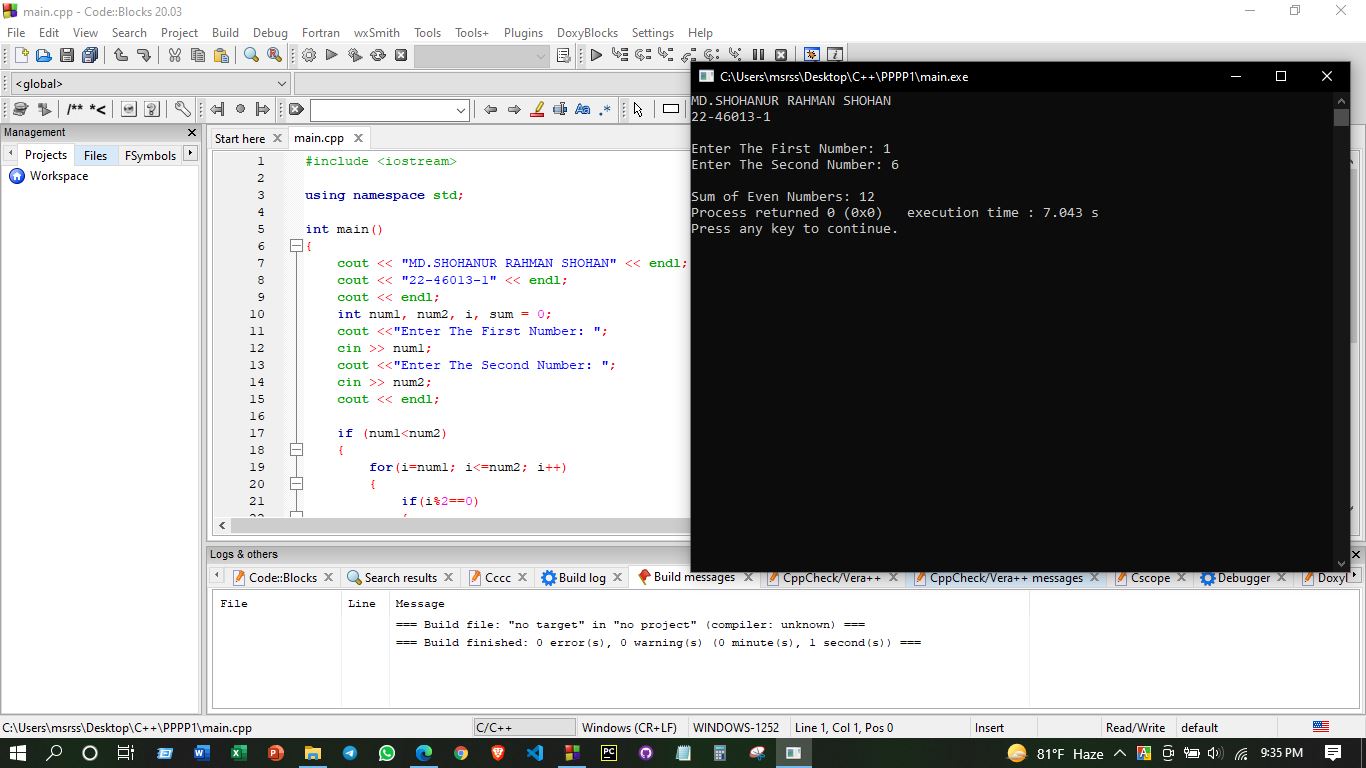 main.cpp - Code::Blocks 20.03
File Edit View Search Project Build Debug Fortran wxSmith Tools Tools+ Plugins DoxyBlocks Settings Help
<global>
/** *<
Aa .*
C:\Users\msrss\Desktop\C++\PPPP1\main.exe
MD.SHOHANUR RAHMAN SHOHAN
22-46013-1
Enter The First Number: 1
Enter The Second Number: 6
Sum of Even Numbers: 12
Process returned 0 (0x0)   execution time : 7.043 s
Press any key to continue.
Management
Projects Files FSymbols
Workspace
Start here main.cpp
1 #include <iostream>
2
3 using namespace std;
4
5 int main()
6 {
7 cout << "MD.SHOHANUR RAHMAN SHOHAN" << endl;
8 cout << "22-46013-1" << endl;
9 cout << endl;
10 int num1, num2, i, sum = 0;
11 cout <<"Enter The First Number: ";
12 cin >> num1;
13 cout <<"Enter The Second Number: ";
14 cin >> num2;
15 cout << endl;
16
17 if (num1<num2)
18 {
19 for(i=num1; i<=num2; i++)
20 {
21 if(i%2==0)
Logs & others
Code::Blocks Search results Cccc Build log Build messages CppCheck/Vera++ CppCheck/Vera++ messages Cscope Debugger Doxyl
File Line Message
=== Build file: "no target" in "no project" (compiler: unknown) ===
=== Build finished: 0 error(s), 0 warning(s) (0 minute(s), 1 second(s)) ===
C:\Users\msrss\Desktop\C++\PPPP1\main.cpp C/C++ Windows (CR+LF) WINDOWS-1252 Line 1, Col 1, Pos 0 Insert Read/Write default
81°F Haze 9:35 PM